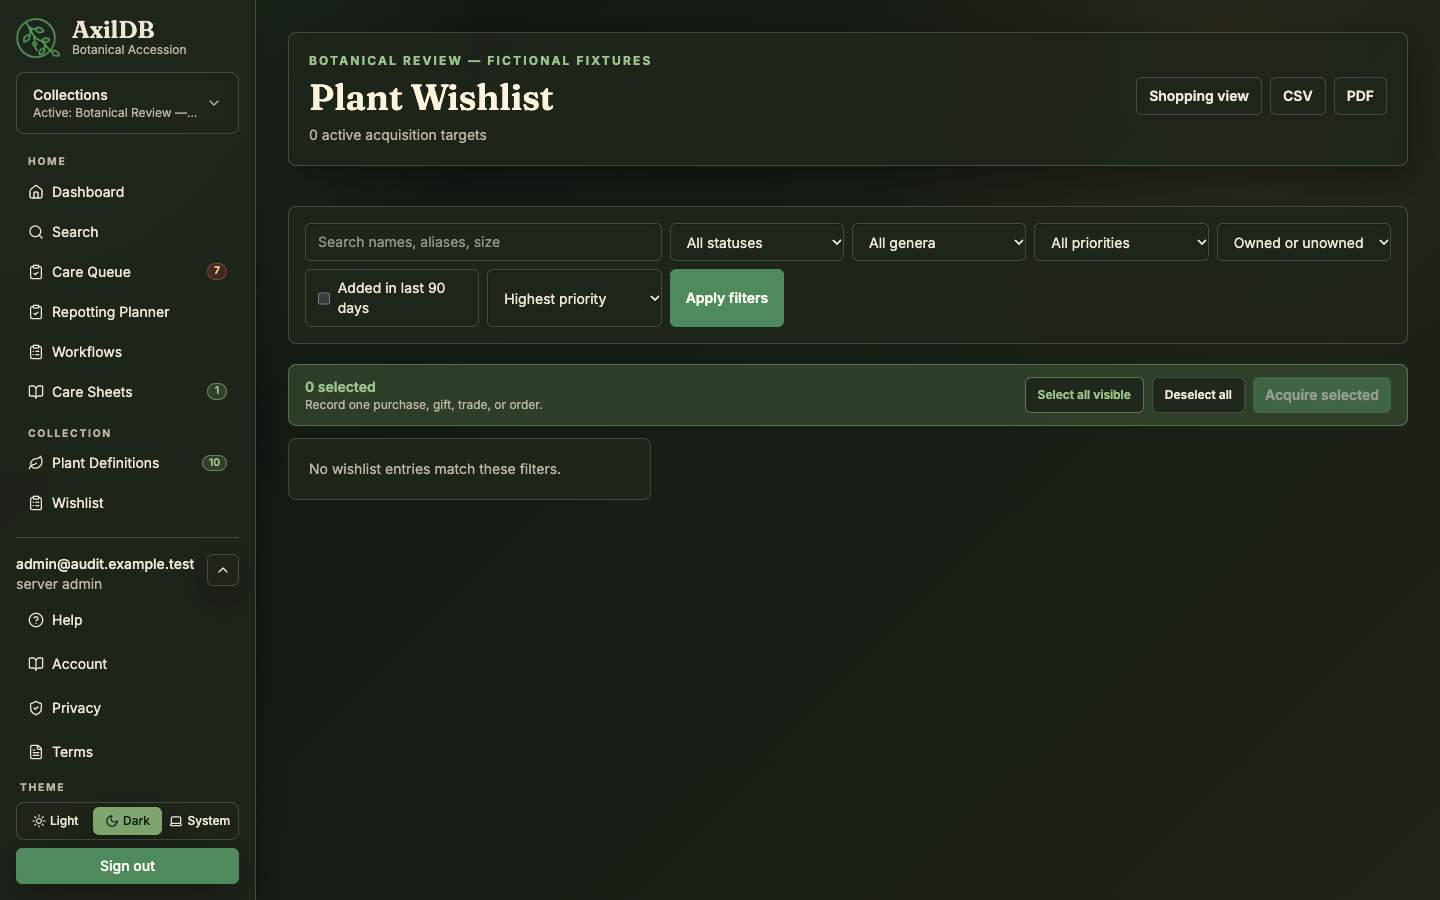 AxilDB
Botanical Accession
Collections
Active: Botanical Review —...
HOME
Dashboard
Search
Care Queue 7
Repotting Planner
Workflows
Care Sheets 1
COLLECTION
Plant Definitions 10
Wishlist
admin@audit.example.test
server admin
Help
Account
Privacy
Terms
THEME
Light Dark System
Sign out
BOTANICAL REVIEW — FICTIONAL FIXTURES
Plant Wishlist
0 active acquisition targets
Shopping view CSV PDF
Search names, aliases, size All statuses All genera All priorities Owned or unowned
Added in last 90
days
Highest priority Apply filters
0 selected
Record one purchase, gift, trade, or order.
Select all visible Deselect all Acquire selected
No wishlist entries match these filters.